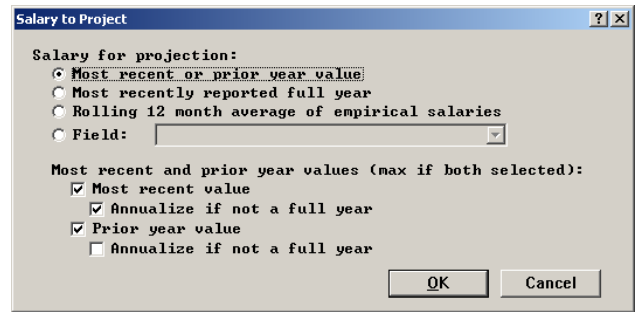 Salary to Project
Salary for projection:
Most recent or prior year value
Most recently reported full year
Rolling 12 month average of empirical salaries
Field:
Most recent and prior year values (max if both selected):
Most recent value
Annualize if not a full year
Prior year value
Annualize if not a full year
OK Cancel